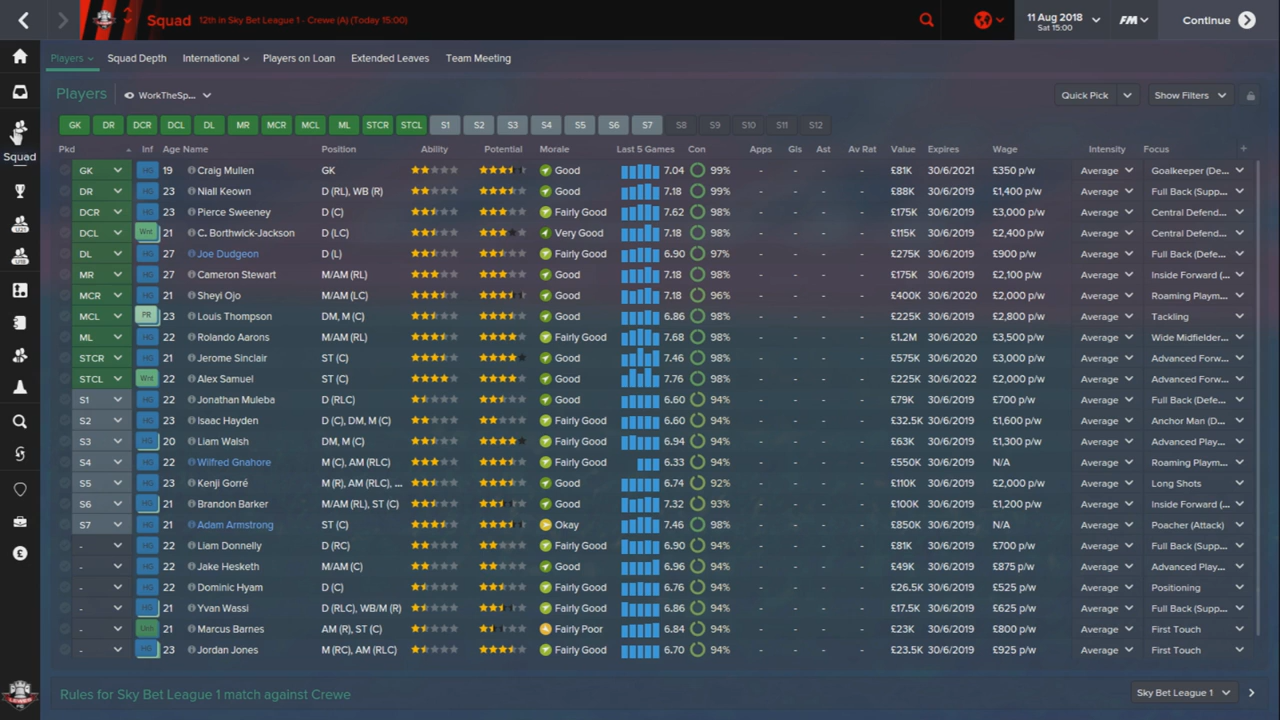 Squad 12th in Sky Bet League 1 - Crewe (A) (Today 15:00) 11 Aug 2018 Sat 15:00 FM Continue
Players Squad Depth International Players on Loan Extended Leaves Team Meeting
Players WorkTheSp... Quick Pick Show Filters
GK DR DCR DCL DL MR MCR MCL ML STCR STCL S1 S2 S3 S4 S5 S6 S7 S8 S9 S10 S11 S12
Squad
Pkd Inf Age Name Position Ability Potential Morale Last 5 Games Con Apps Gls Ast Av Rat Value Expires Wage Intensity Focus +
GK HG 19 Craig Mullen GK Good 7.04 99% - - - - £81K 30/6/2021 £350 p/w Average Goalkeeper (De...
DR HG 23 Niall Keown D (RL), WB (R) Good 7.18 99% - - - - £88K 30/6/2019 £1,400 p/w Average Full Back (Supp...
DCR HG 23 Pierce Sweeney D (C) Fairly Good 7.62 98% - - - - £175K 30/6/2019 £3,000 p/w Average Central Defend...
DCL Wnt 21 C. Borthwick-Jackson D (LC) Very Good 7.18 98% - - - - £115K 30/6/2019 £2,400 p/w Average Central Defend...
DL HG 27 Joe Dudgeon D (L) Fairly Good 6.90 97% - - - - £275K 30/6/2019 £900 p/w Average Full Back (Defe...
MR HG 27 Cameron Stewart M/AM (RL) Good 7.18 98% - - - - £175K 30/6/2019 £2,100 p/w Average Inside Forward (...
MCR HG 21 Sheyi Ojo M/AM (LC) Good 7.18 96% - - - - £400K 30/6/2020 £2,000 p/w Average Roaming Playm...
MCL PR 23 Louis Thompson DM, M (C) Good 6.86 98% - - - - £225K 30/6/2019 £2,800 p/w Average Tackling
ML HG 22 Rolando Aarons M/AM (RL) Good 7.68 98% - - - - £1.2M 30/6/2020 £3,500 p/w Average Wide Midfielder...
STCR HG 21 Jerome Sinclair ST (C) Good 7.46 98% - - - - £575K 30/6/2020 £3,000 p/w Average Advanced Forw...
STCL Wnt 22 Alex Samuel ST (C) Good 7.76 98% - - - - £225K 30/6/2022 £2,000 p/w Average Advanced Forw...
S1 HG 22 Jonathan Muleba D (RLC) Good 6.60 94% - - - - £79K 30/6/2019 £700 p/w Average Full Back (Defe...
S2 HG 23 Isaac Hayden D (C), DM, M (C) Fairly Good 6.60 94% - - - - £32.5K 30/6/2019 £1,600 p/w Average Anchor Man (D...
S3 HG 20 Liam Walsh DM, M (C) Fairly Good 6.94 94% - - - - £63K 30/6/2019 £1,300 p/w Average Advanced Play...
S4 HG 22 Wilfred Gnahore M (C), AM (RLC) Fairly Good 6.33 94% - - - - £550K 30/6/2019 N/A Average Roaming Playm...
S5 HG 23 Kenji Gorré M (R), AM (RLC), ... Good 6.74 92% - - - - £110K 30/6/2019 £2,000 p/w Average Long Shots
S6 HG 21 Brandon Barker M/AM (RL), ST (C) Good 7.32 93% - - - - £100K 30/6/2019 £1,200 p/w Average Inside Forward (...
S7 HG 21 Adam Armstrong ST (C) Okay 7.46 98% - - - - £850K 30/6/2019 N/A Average Poacher (Attack)
- HG 22 Liam Donnelly D (RC) Fairly Good 6.90 94% - - - - £81K 30/6/2019 £700 p/w Average Full Back (Supp...
- HG 22 Jake Hesketh M/AM (C) Good 6.96 94% - - - - £49K 30/6/2019 £875 p/w Average Advanced Play...
- HG 22 Dominic Hyam D (C) Fairly Good 6.76 94% - - - - £26.5K 30/6/2019 £525 p/w Average Positioning
- HG 21 Yvan Wassi D (RLC), WB/M (R) Fairly Good 6.86 94% - - - - £17.5K 30/6/2019 £625 p/w Average Full Back (Supp...
- Unh 21 Marcus Barnes AM (R), ST (C) Fairly Poor 6.84 94% - - - - £23K 30/6/2019 £800 p/w Average First Touch
- HG 23 Jordan Jones M (RC), AM (RLC) Fairly Good 6.70 94% - - - - £23.5K 30/6/2019 £925 p/w Average First Touch
Rules for Sky Bet League 1 match against Crewe Sky Bet League 1